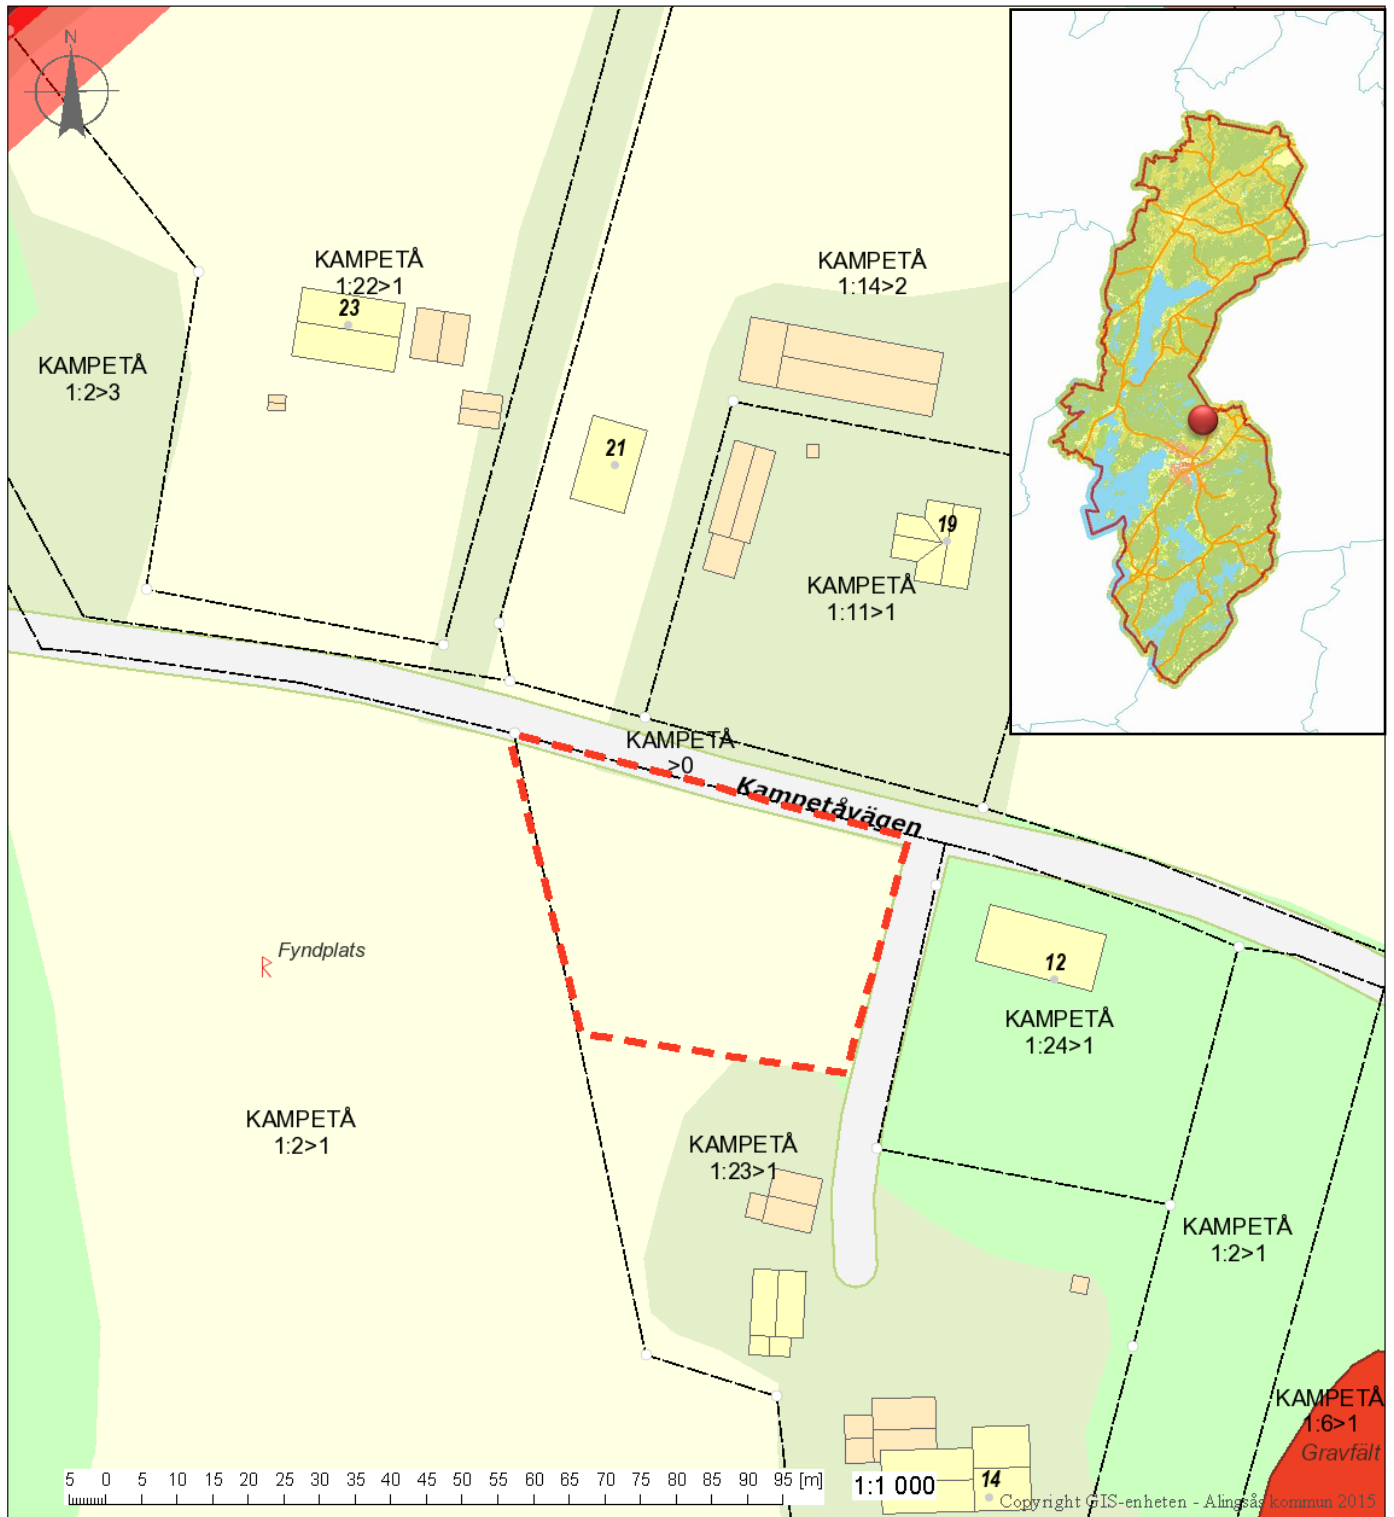 N
KAMPETÅ
1:22>1
23
KAMPETÅ
1:14>2
KAMPETÅ
1:2>3
21
19
KAMPETÅ
1:11>1
KAMPETÅ
>0
Kampetåvägen
Fyndplats
12
KAMPETÅ
1:24>1
KAMPETÅ
1:2>1
KAMPETÅ
1:23>1
KAMPETÅ
1:2>1
KAMPETÅ
1:6>1
Gravfält
5 0 5 10 15 20 25 30 35 40 45 50 55 60 65 70 75 80 85 90 95 [m]
1:1 000
14
Copyright GIS-enheten - Alingsås kommun 2015